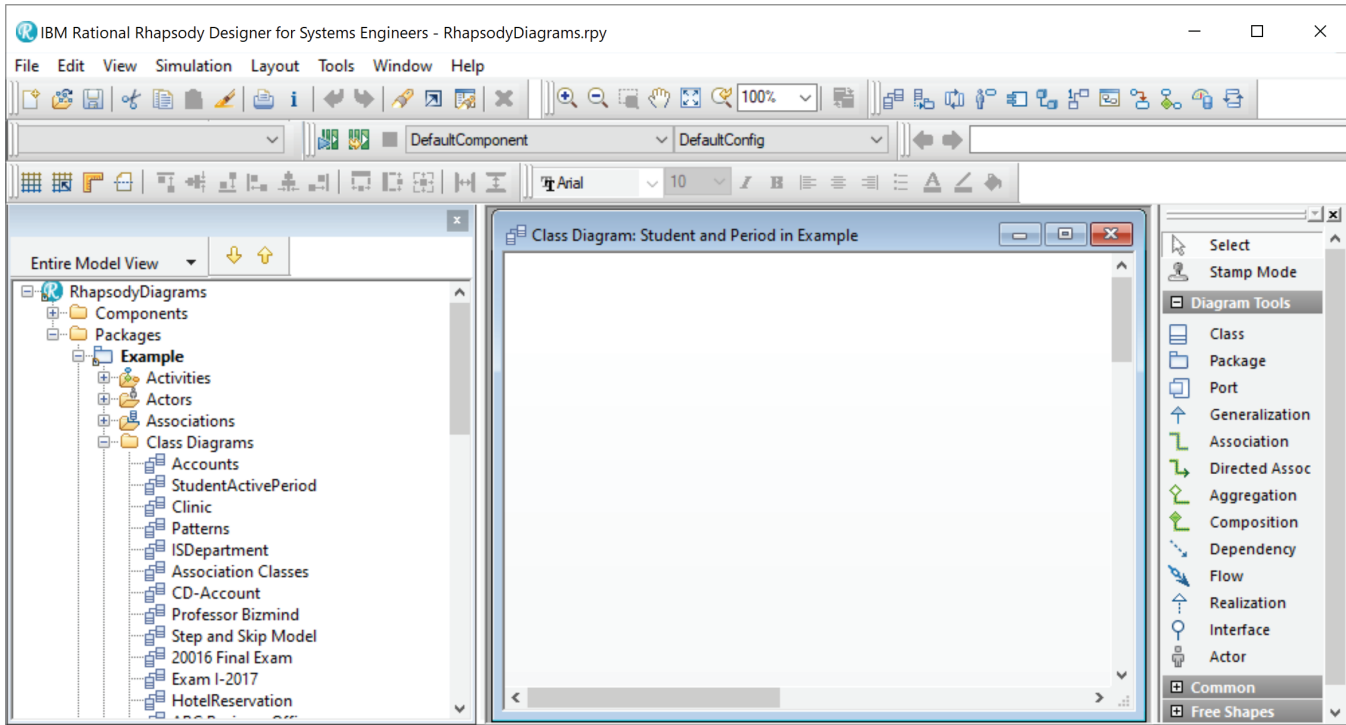 IBM Rational Rhapsody Designer for Systems Engineers - RhapsodyDiagrams.rpy
File Edit View Simulation Layout Tools Window Help
100%
DefaultComponent DefaultConfig
Arial 10 I B A
Entire Model View
RhapsodyDiagrams
Components
Packages
Example
Activities
Actors
Associations
Class Diagrams
Accounts
StudentActivePeriod
Clinic
Patterns
ISDepartment
Association Classes
CD-Account
Professor Bizmind
Step and Skip Model
20016 Final Exam
Exam I-2017
HotelReservation
Class Diagram: Student and Period in Example
Select
Stamp Mode
Diagram Tools
Class
Package
Port
Generalization
Association
Directed Assoc
Aggregation
Composition
Dependency
Flow
Realization
Interface
Actor
Common
Free Shapes